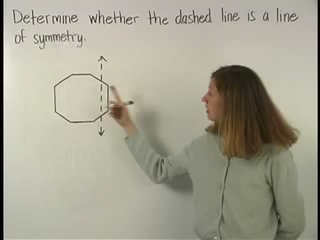 Determine whether the dashed line is a line
of symmetry.